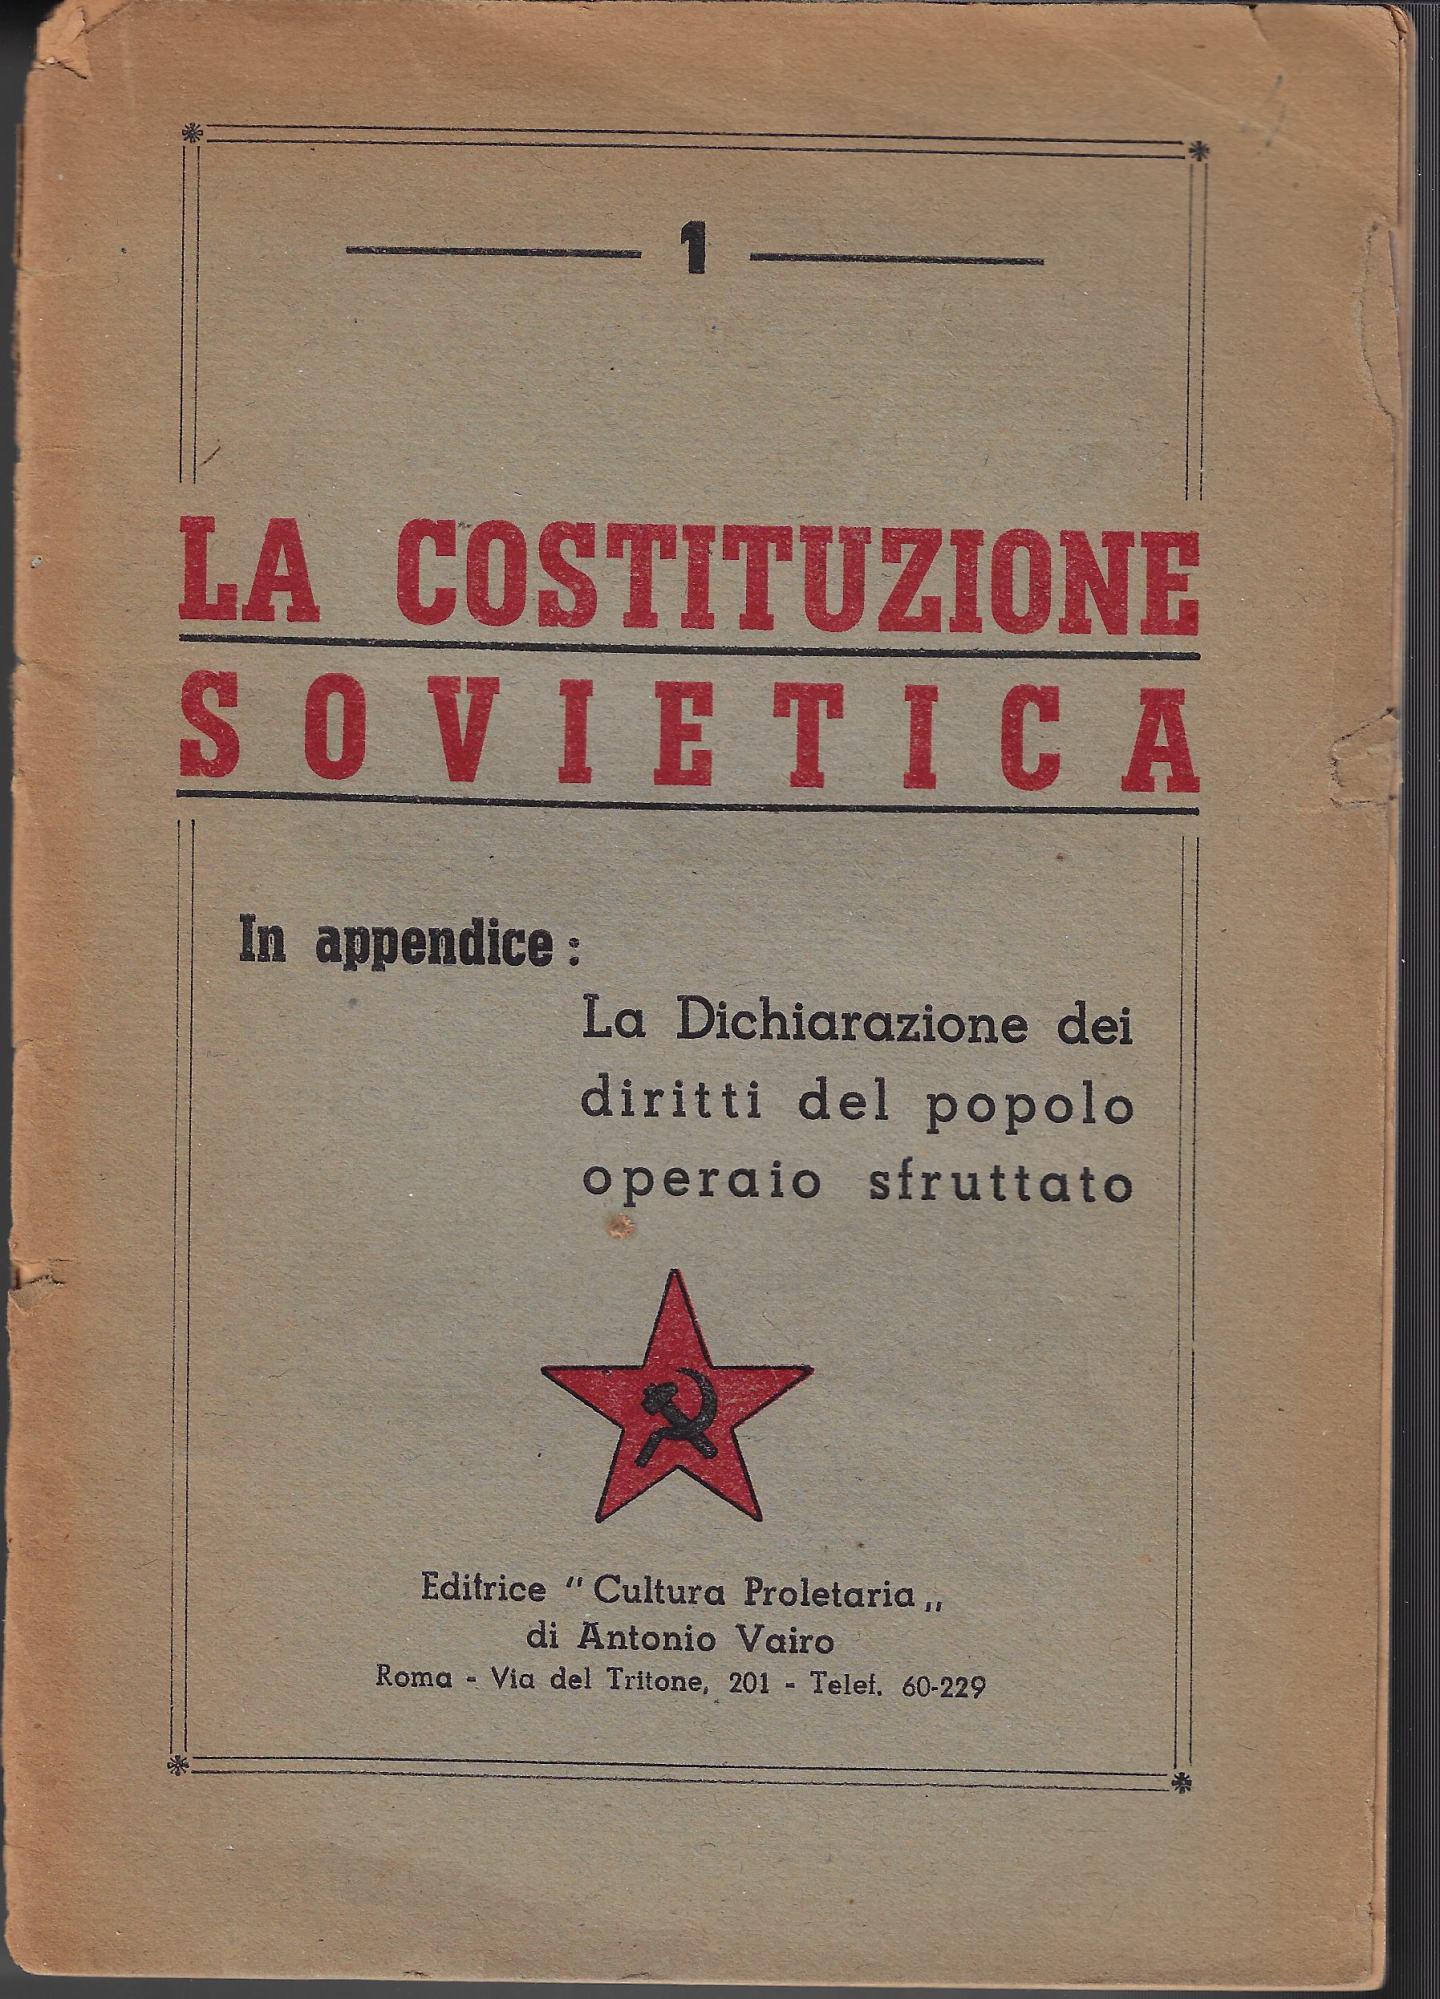 1
LA COSTITUZIONE
SOVIETICA
In appendice:
La Dichiarazione dei
diritti del popolo
operaio sfruttato
Editrice "Cultura Proletaria„
di Antonio Vairo
Roma - Via del Tritone, 201 - Telef. 60-229